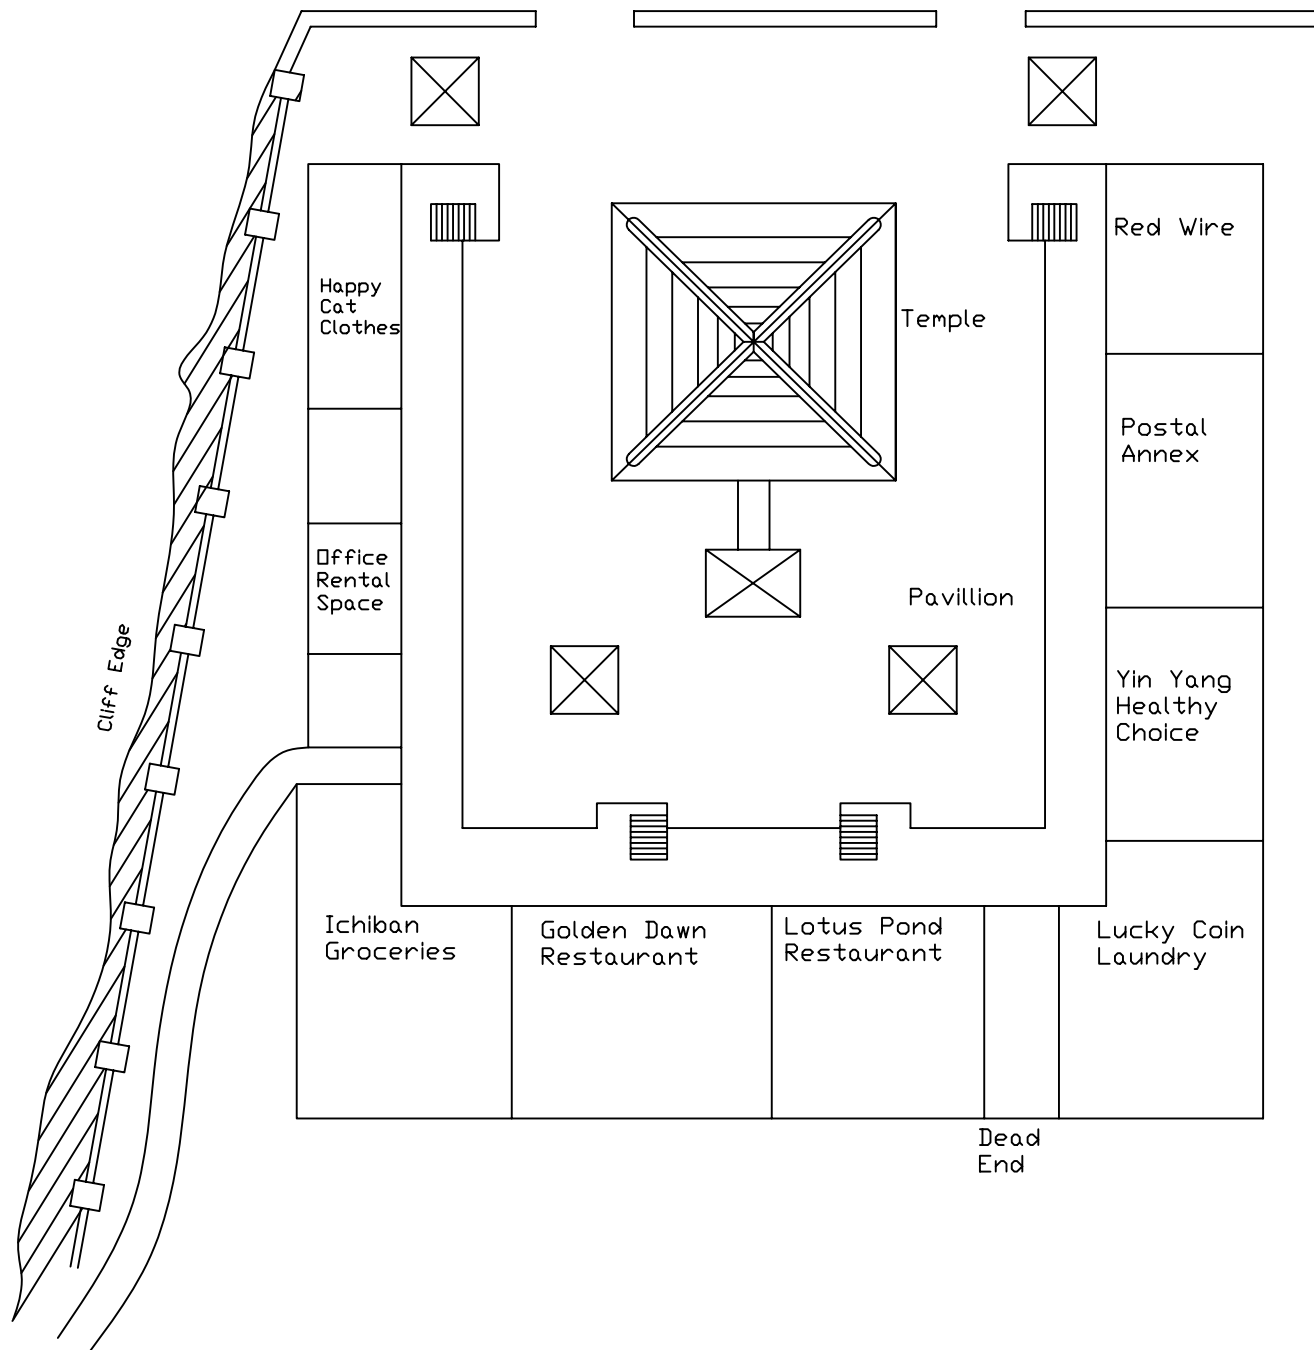 Red Wire
Happy
Cat
Clothes
Temple
Postal
Annex
Office
Rental
Space
Pavillion
Cliff Edge
Yin Yang
Healthy
Choice
Ichiban
Groceries
Golden Dawn
Restaurant
Lotus Pond
Restaurant
Lucky Coin
Laundry
Dead
End